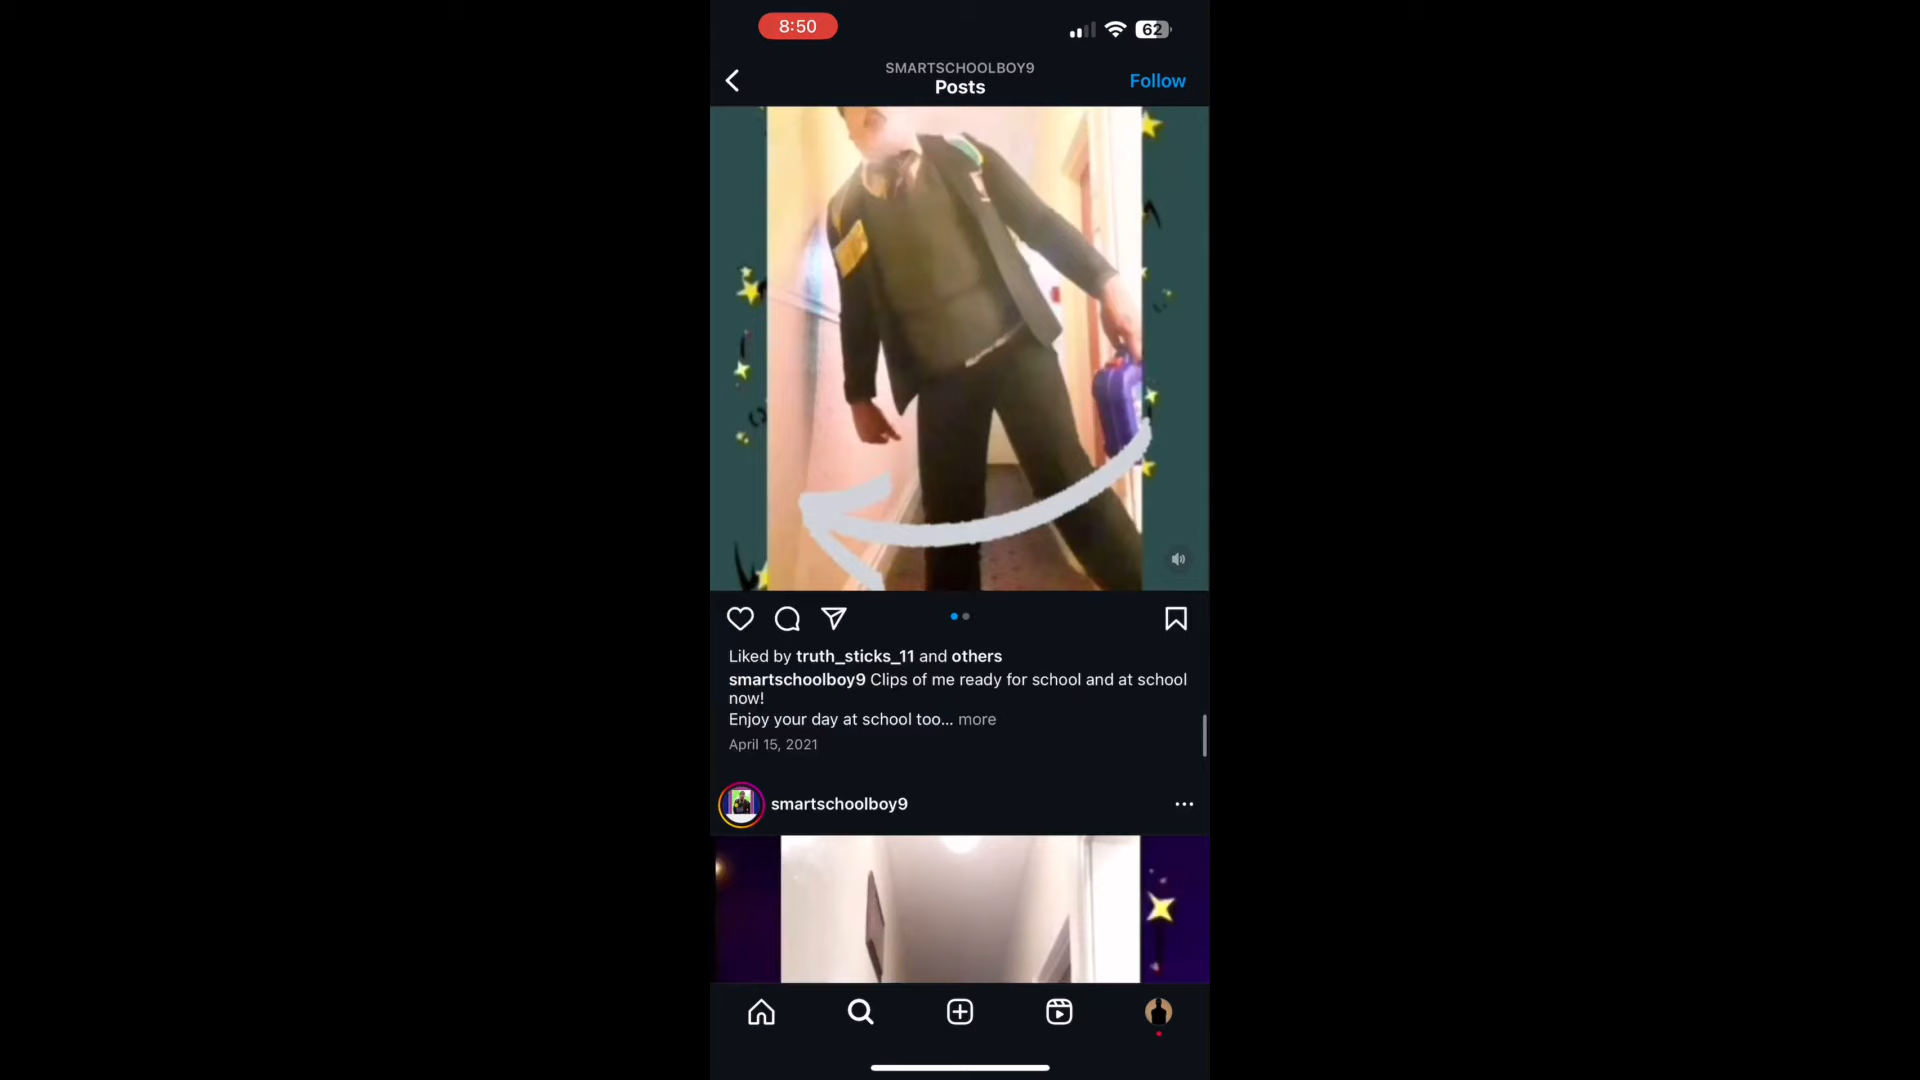 8:50
62
SMARTSCHOOLBOY9
Posts
Follow
Liked by truth_sticks_11 and others
smartschoolboy9 Clips of me ready for school and at school
now!
Enjoy your day at school too... more
April 15, 2021
smartschoolboy9